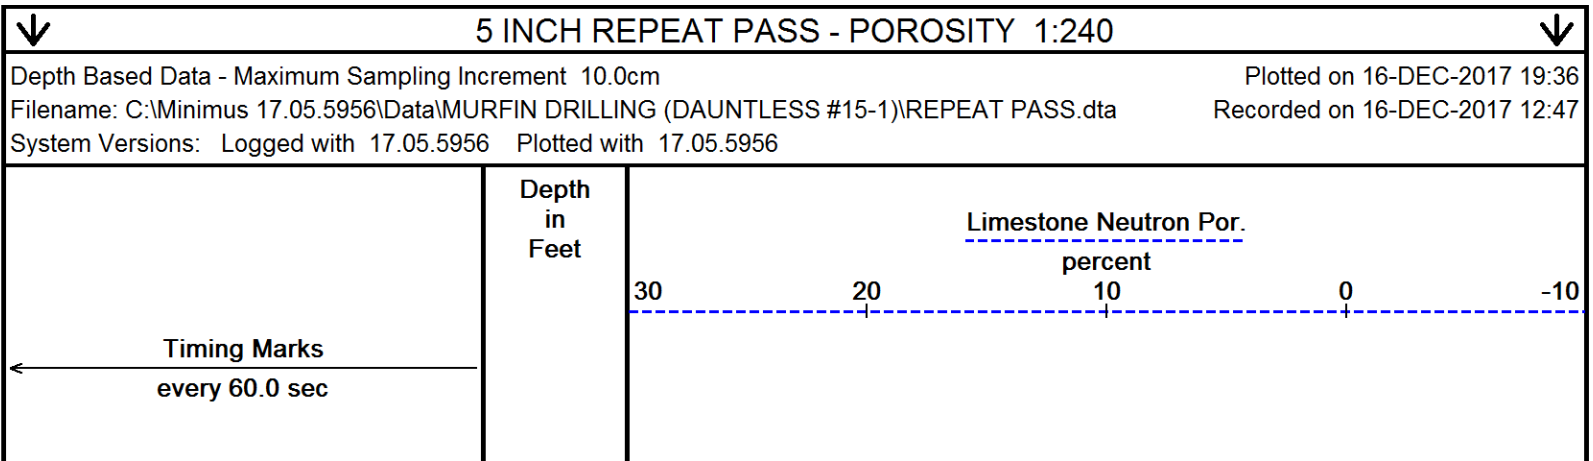 5 INCH REPEAT PASS - POROSITY 1:240
Depth Based Data - Maximum Sampling Increment 10.0cm
Plotted on 16-DEC-2017 19:36
Filename: C:\Minimus 17.05.5956\Data\MURFIN DRILLING (DAUNTLESS #15-1)\REPEAT PASS.dta
Recorded on 16-DEC-2017 12:47
System Versions: Logged with 17.05.5956 Plotted with 17.05.5956
Depth
in
Feet
Limestone Neutron Por.
percent
30 20 10 0 -10
Timing Marks
every 60.0 sec